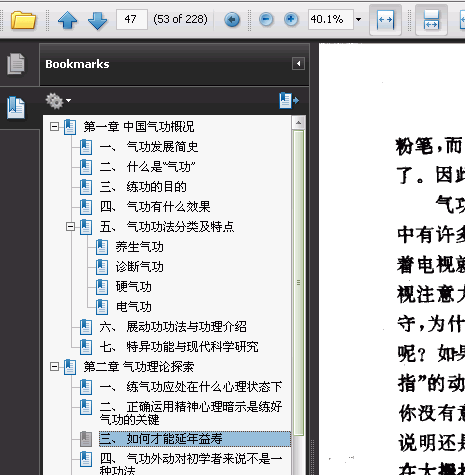 47 (53 of 228) 40.1%
Bookmarks
第一章 中国气功概况
一、 气功发展简史
二、 什么是“气功”
三、 练功的目的
四、 气功有什么效果
五、 气功功法分类及特点
养生气功
诊断气功
硬气功
电气功
六、 展动功功法与功理介绍
七、 特异功能与现代科学研究
第二章 气功理论探索
一、 练气功应处在什么心理状态下
二、 正确运用精神心理暗示是练好
气功的关键
三、 如何才能延年益寿
四、 气功外动对初学者来说不是一
种功法
粉笔，而
了。因此
气功
中有许多
着电视就
视注意力
守，为什
呢？如果
指”的动
你没有意
说明还是
在大概